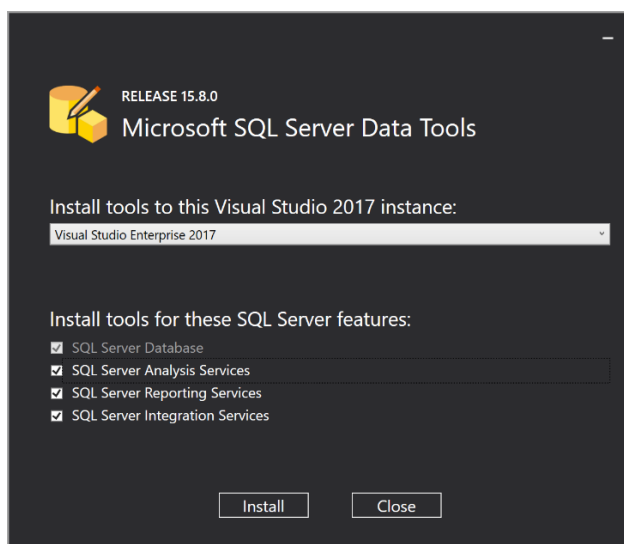 RELEASE 15.8.0
Microsoft SQL Server Data Tools
Install tools to this Visual Studio 2017 instance:
Visual Studio Enterprise 2017
Install tools for these SQL Server features:
SQL Server Database
SQL Server Analysis Services
SQL Server Reporting Services
SQL Server Integration Services
Install
Close